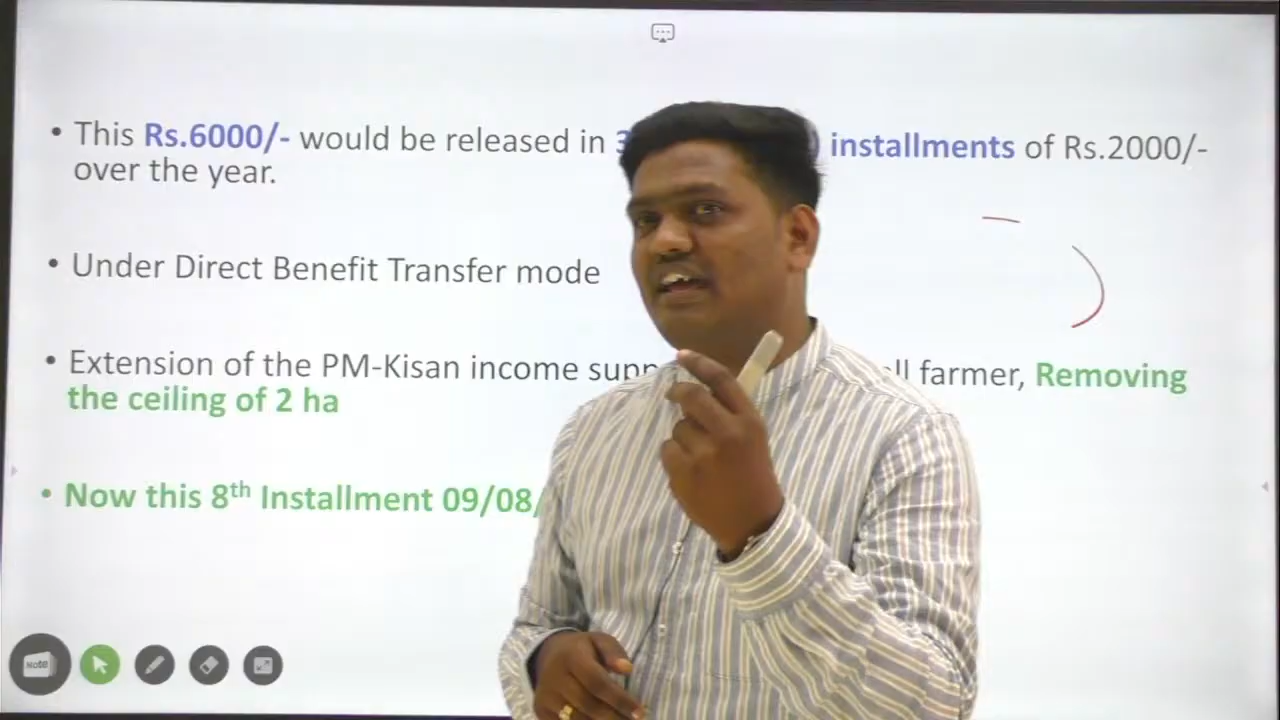 • This Rs.6000/- would be released in 3 installments of Rs.2000/-
over the year.
• Under Direct Benefit Transfer mode
• Extension of the PM-Kisan income farmer, Removing
the ceiling of 2 ha
• Now this 8th Installment 09/08/
Note